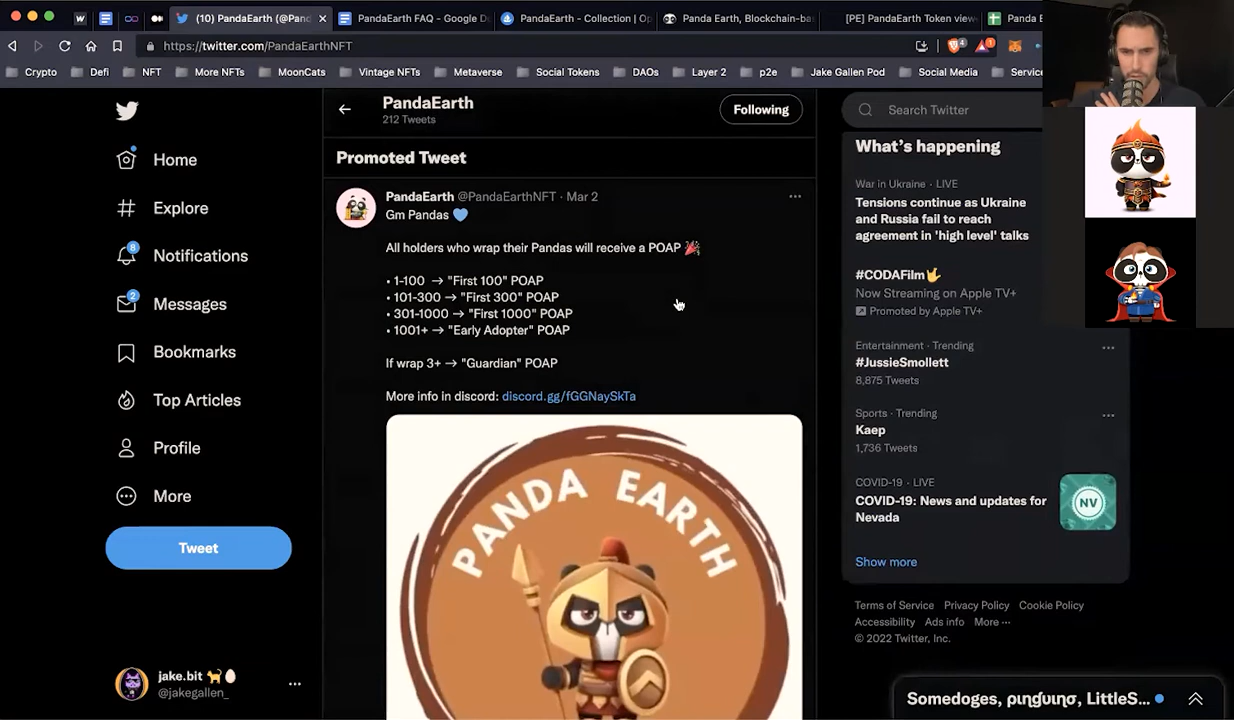 (10) PandaEarth (@Pand
PandaEarth FAQ - Google D
PandaEarth - Collection | Op
Panda Earth, Blockchain-ba
[PE] PandaEarth Token view
Panda E
https://twitter.com/PandaEarthNFT
Crypto
Defi
NFT
More NFTs
MoonCats
Vintage NFTs
Metaverse
Social Tokens
DAOs
Layer 2
p2e
Jake Gallen Pod
Social Media
Service
Home
Explore
8
Notifications
2
Messages
Bookmarks
Top Articles
Profile
More
Tweet
jake.bit
@jakegallen_
PandaEarth
212 Tweets
Following
Promoted Tweet
PandaEarth @PandaEarthNFT · Mar 2
Gm Pandas 💙
All holders who wrap their Pandas will receive a POAP 🎉
• 1-100 → "First 100" POAP
• 101-300 → "First 300" POAP
• 301-1000 → "First 1000" POAP
• 1001+ → "Early Adopter" POAP
If wrap 3+ → "Guardian" POAP
More info in discord: discord.gg/fGGNaySkTa
PANDA EARTH
Search Twitter
What's happening
War in Ukraine · LIVE
Tensions continue as Ukraine
and Russia fail to reach
agreement in 'high level' talks
#CODAFilm
Now Streaming on Apple TV+
Promoted by Apple TV+
Entertainment · Trending
#JussieSmollett
8,875 Tweets
Sports · Trending
Kaep
1,736 Tweets
COVID-19 · LIVE
COVID-19: News and updates for
Nevada
NV
Show more
Terms of Service Privacy Policy Cookie Policy
Accessibility Ads info More ···
© 2022 Twitter, Inc.
Somedoges, ριηgυιησ, LittleS...